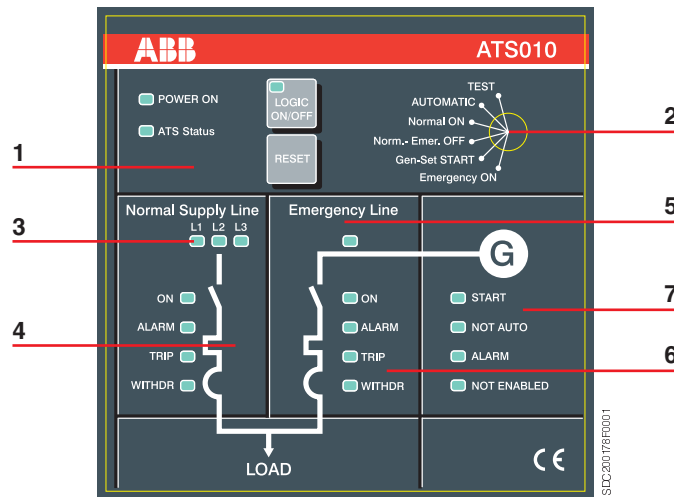 ABB ATS010
POWER ON
ATS Status
LOGIC
ON/OFF
RESET
TEST
AUTOMATIC
Normal ON
Norm.- Emer. OFF
Gen-Set START
Emergency ON
1
2
3
4
5
6
7
Normal Supply Line
L1 L2 L3
ON
ALARM
TRIP
WITHDR
Emergency Line
ON
ALARM
TRIP
WITHDR
G
START
NOT AUTO
ALARM
NOT ENABLED
LOAD
CE
SDC200178F0001